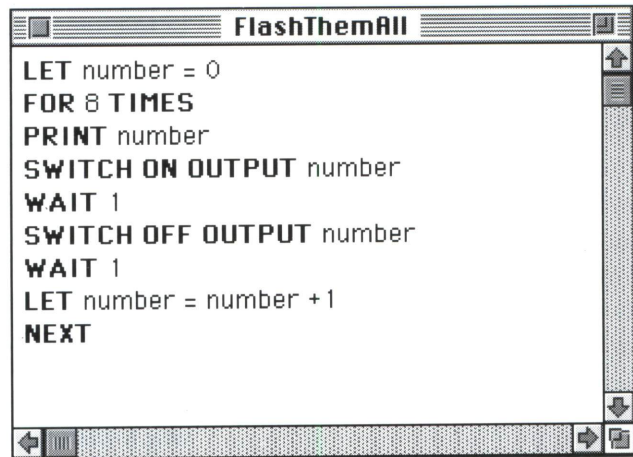 FlashThemAll
LET number = 0
FOR 8 TIMES
PRINT number
SWITCH ON OUTPUT number
WAIT 1
SWITCH OFF OUTPUT number
WAIT 1
LET number = number +1
NEXT